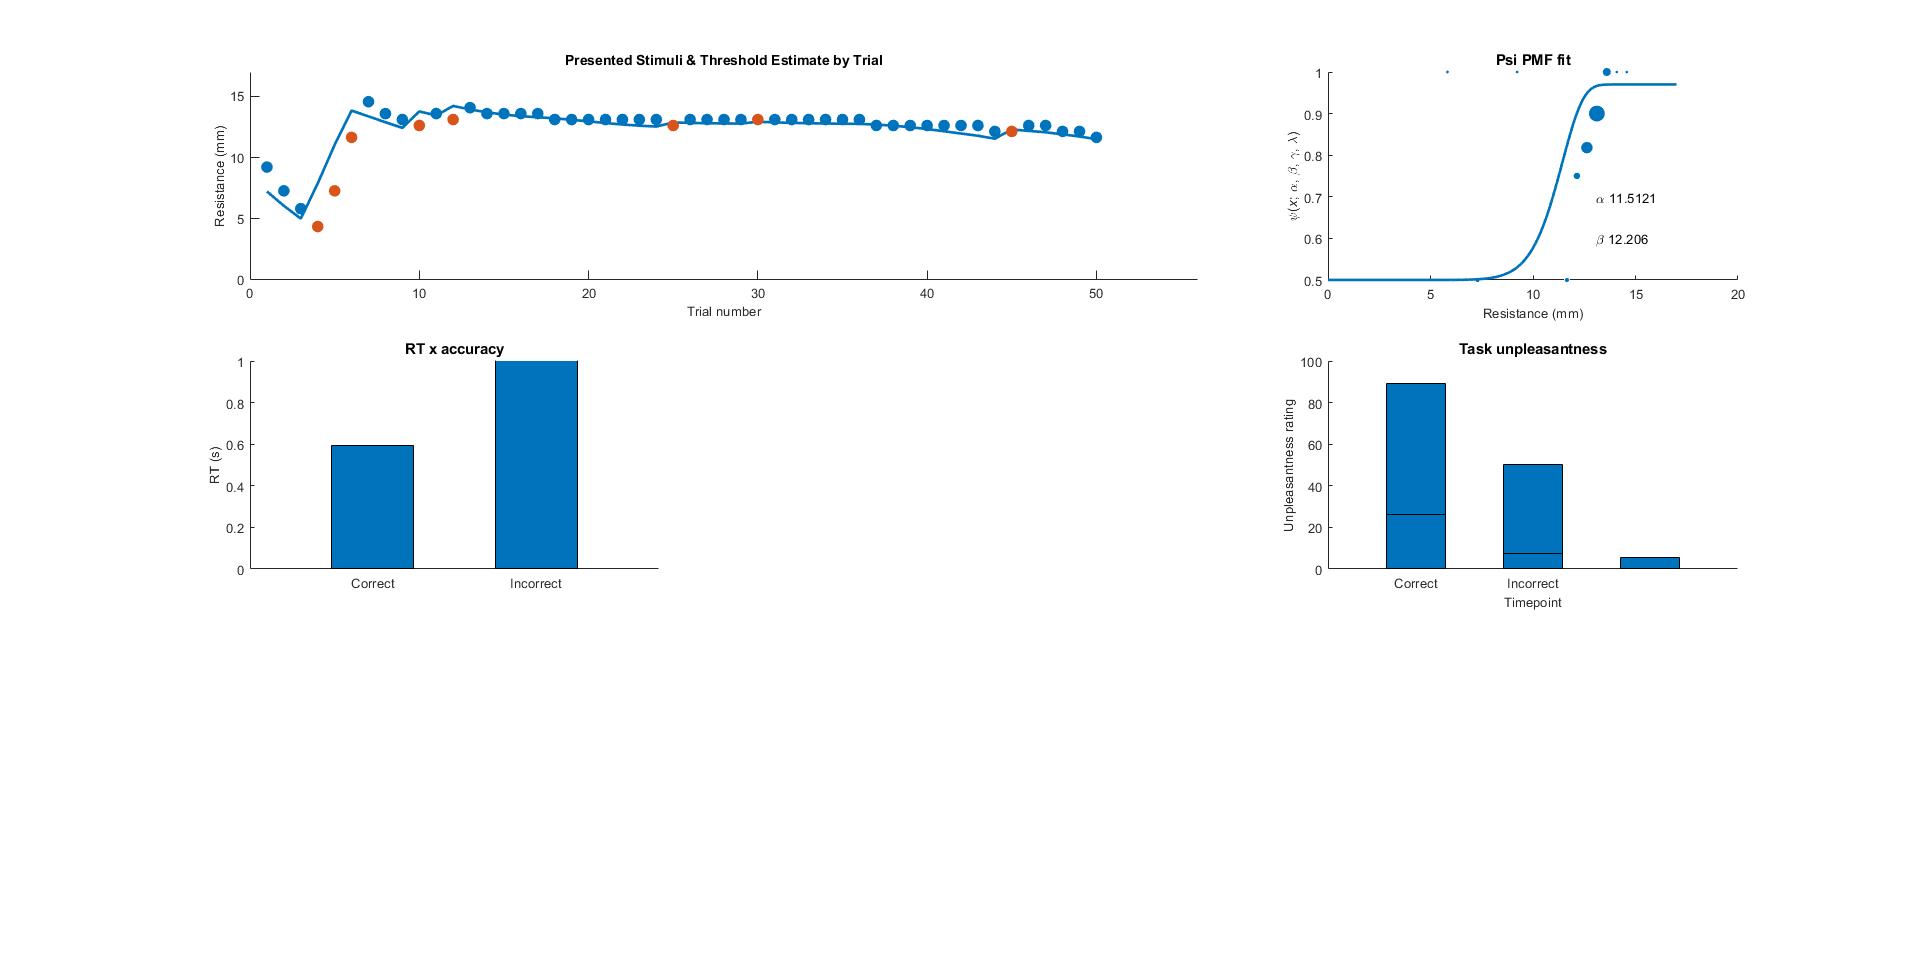 Presented Stimuli & Threshold Estimate by Trial
Resistance (mm)
15
10
5
0
0 10 20 30 40 50
Trial number
Psi PMF fit
ψ(x; α, β, γ, λ)
1
0.9
0.8
0.7
0.6
0.5
α 11.5121
β 12.206
0 5 10 15 20
Resistance (mm)
RT x accuracy
RT (s)
1
0.8
0.6
0.4
0.2
0
Correct Incorrect
Task unpleasantness
Unpleasantness rating
100
80
60
40
20
0
Correct Incorrect
Timepoint